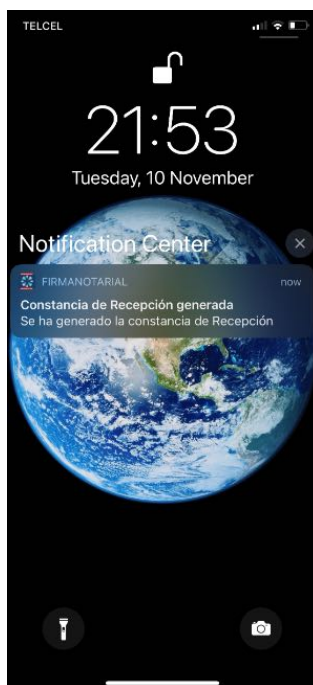 TELCEL
21:53
Tuesday, 10 November
Notification Center
FIRMANOTARIAL now
Constancia de Recepción generada
Se ha generado la constancia de Recepción